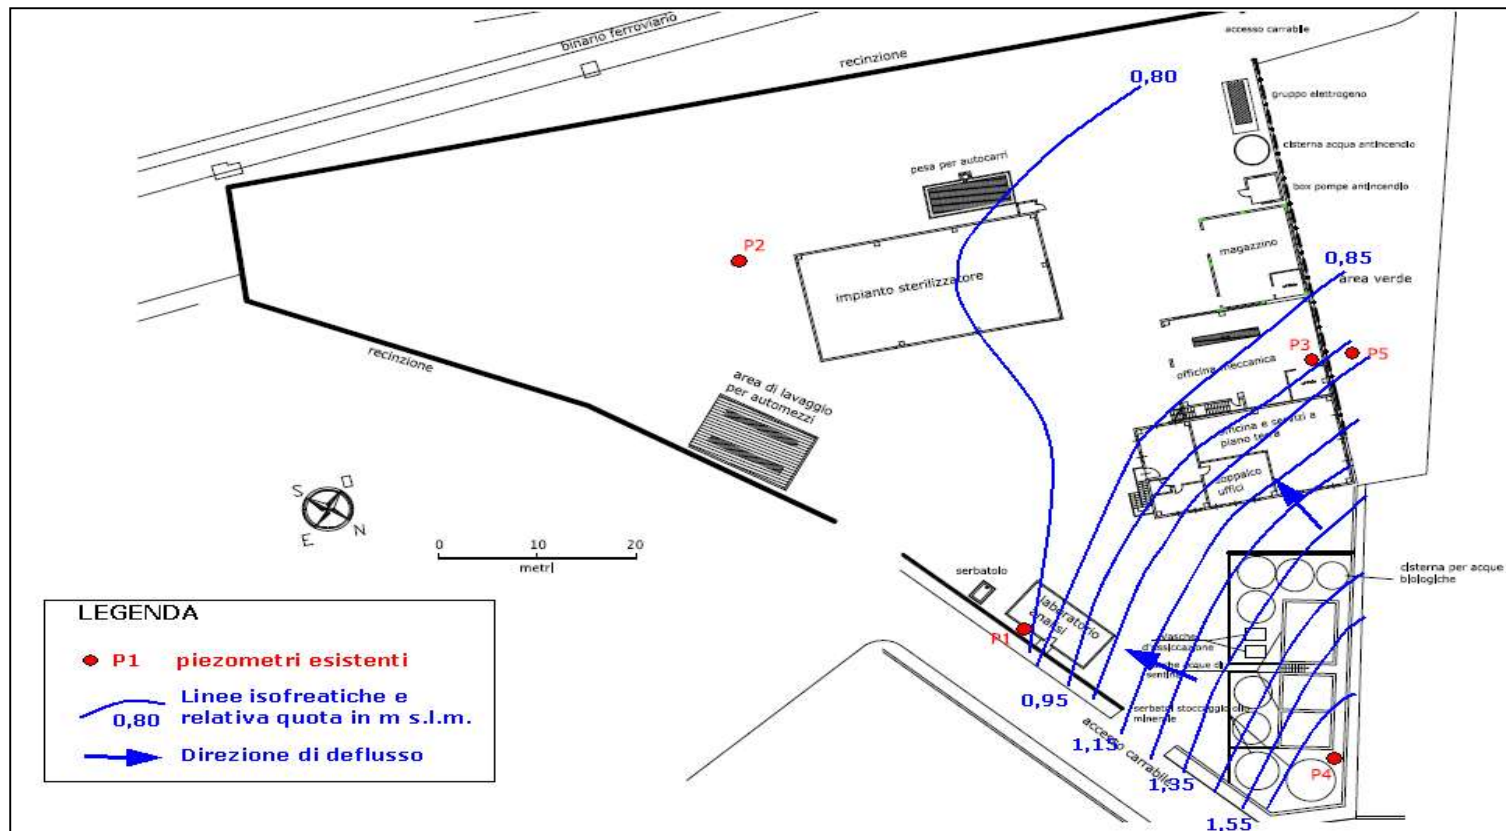 accesso carrabile
binario ferroviario
recinzione
0,80
gruppo elettrogeno
cisterna acqua antincendio
pesa per autocarri
box pompe antincendio
P2
magazzino
0,85
area verde
impianto sterilizzatore
recinzione
P3
P5
officina meccanica
area di lavaggio
per automezzi
officina e servizi a
piano terra
soppalco
uffici
S
O
E
N
0
10
20
metri
serbatoio
cisterna per acque
biologiche
laboratorio
analisi
P1
vasche
d'essiccazione
0,95
serbatoi stoccaggio olio
minerale
accesso carrabile
1,15
1,35
P4
1,55
LEGENDA
P1 piezometri esistenti
Linee isofreatiche e
0,80 relativa quota in m s.l.m.
Direzione di deflusso